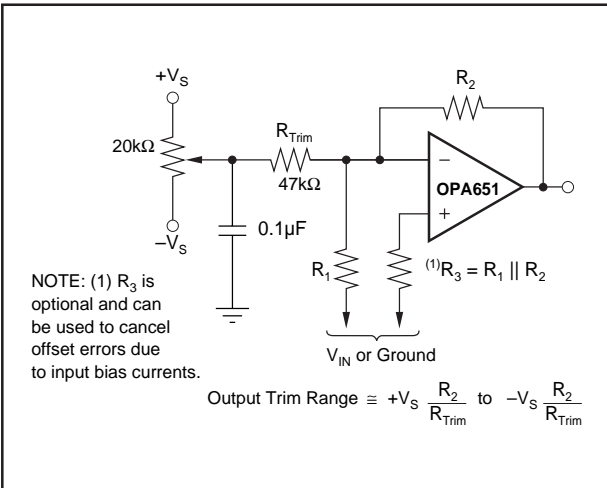 +V_S
R_2
R_Trim
20kΩ
47kΩ
−
OPA651
+
0.1µF
−V_S
R_1
(1)R_3 = R_1 || R_2
NOTE: (1) R_3 is
optional and can
be used to cancel
offset errors due
to input bias currents.
V_IN or Ground
Output Trim Range ≅ +V_S R_2/R_Trim to −V_S R_2/R_Trim